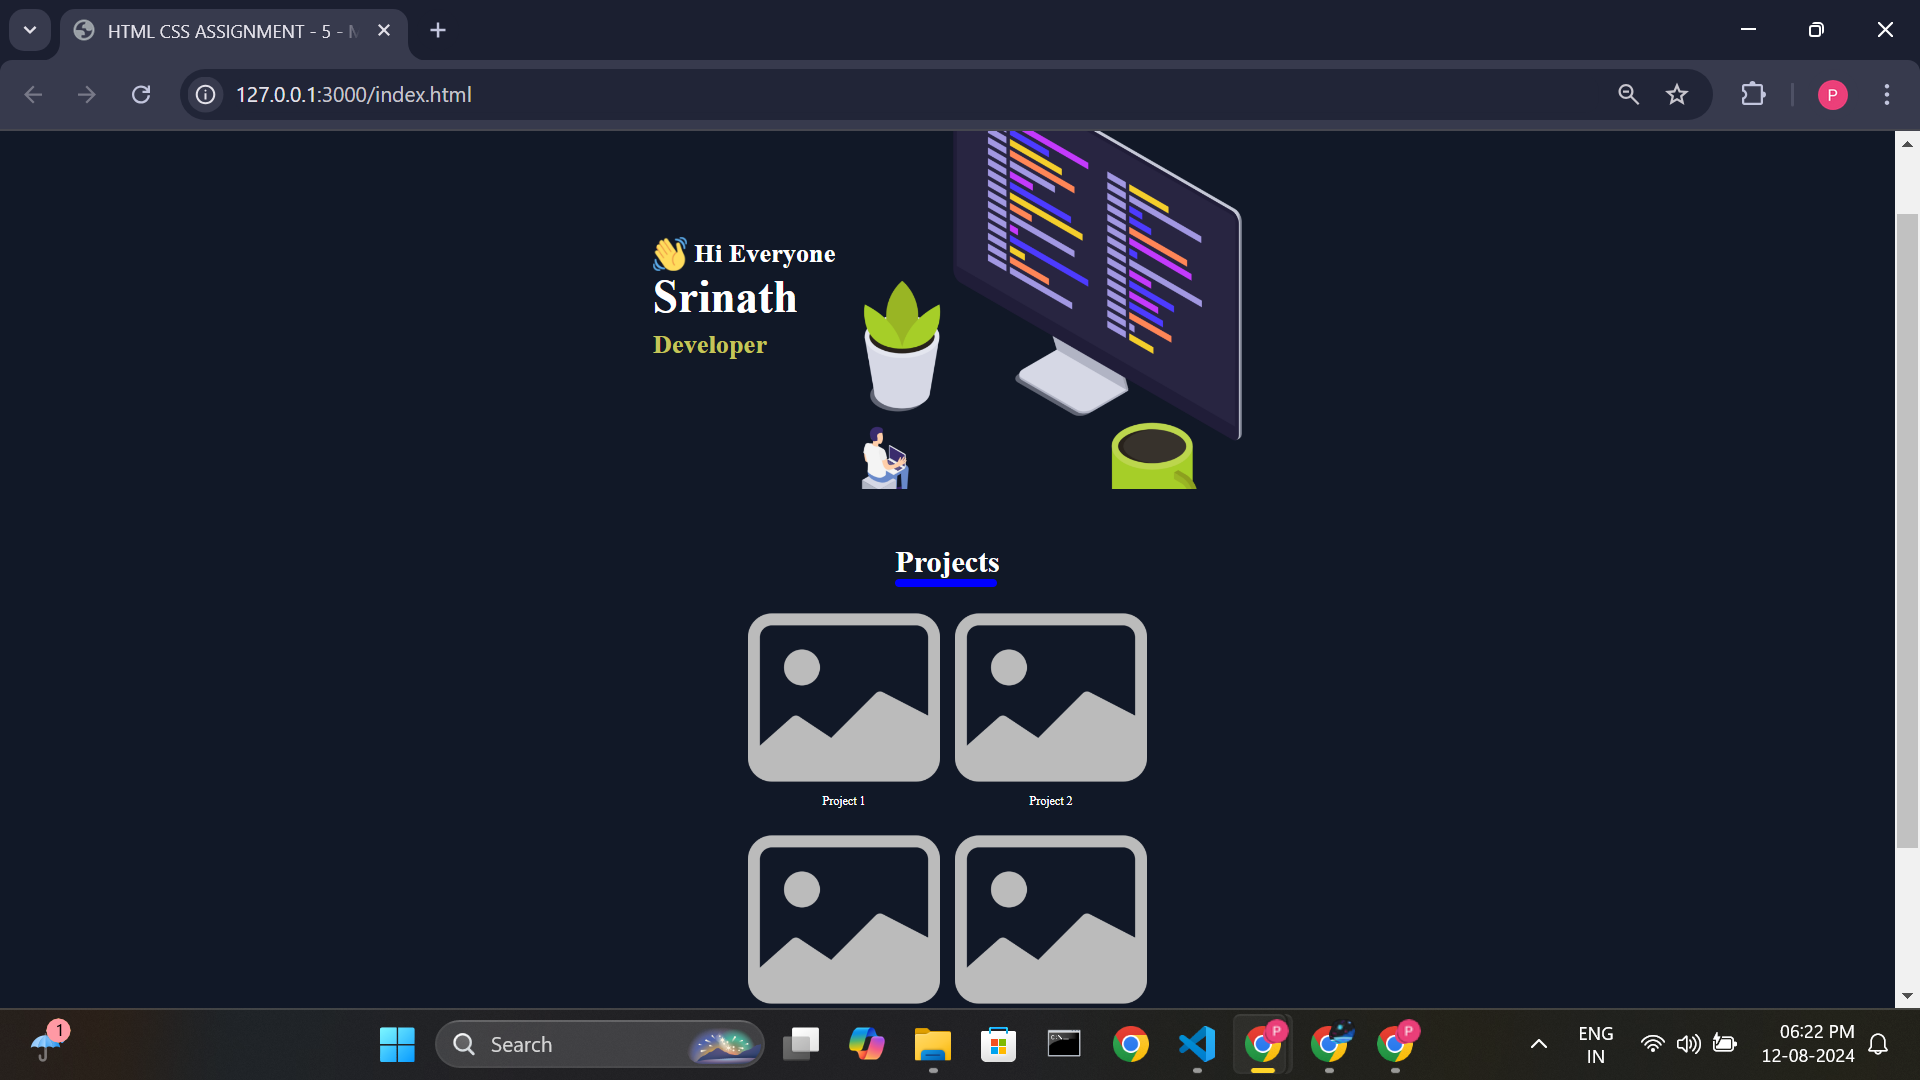 HTML CSS ASSIGNMENT - 5 -
127.0.0.1:3000/index.html
P
👋 Hi Everyone
Srinath
Developer
Projects
Project 1
Project 2
1
Search
P
P
ENG
IN
06:22 PM
12-08-2024